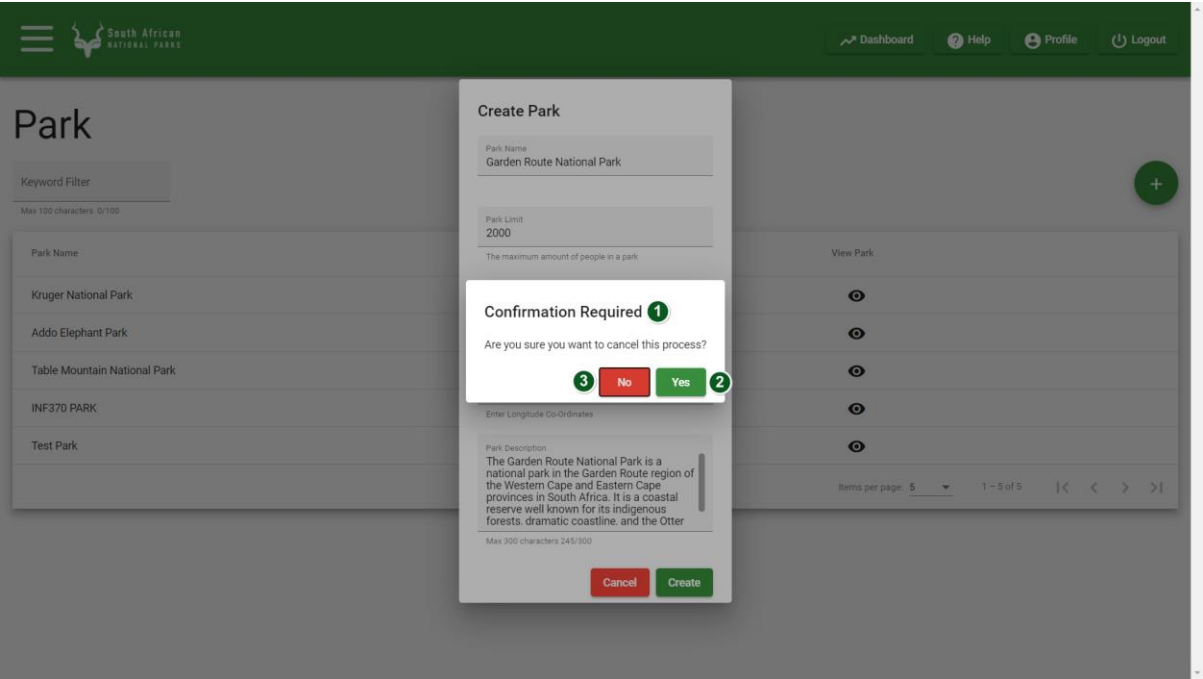 South African
NATIONAL PARKS
Dashboard
Help
Profile
Logout
Park
Keyword Filter
Max 100 characters 0/100
Create Park
Park Name
Garden Route National Park
Park Limit
2000
The maximum amount of people in a park
Confirmation Required 1
Are you sure you want to cancel this process?
3 No Yes 2
Enter Longitude Co-Ordinates
Park Description
The Garden Route National Park is a
national park in the Garden Route region of
the Western Cape and Eastern Cape
provinces in South Africa. It is a coastal
reserve well known for its indigenous
forests, dramatic coastline, and the Otter
Max 300 characters 245/300
Cancel Create
Park Name View Park
Kruger National Park
Addo Elephant Park
Table Mountain National Park
INF370 PARK
Test Park
Items per page: 5 1 – 5 of 5